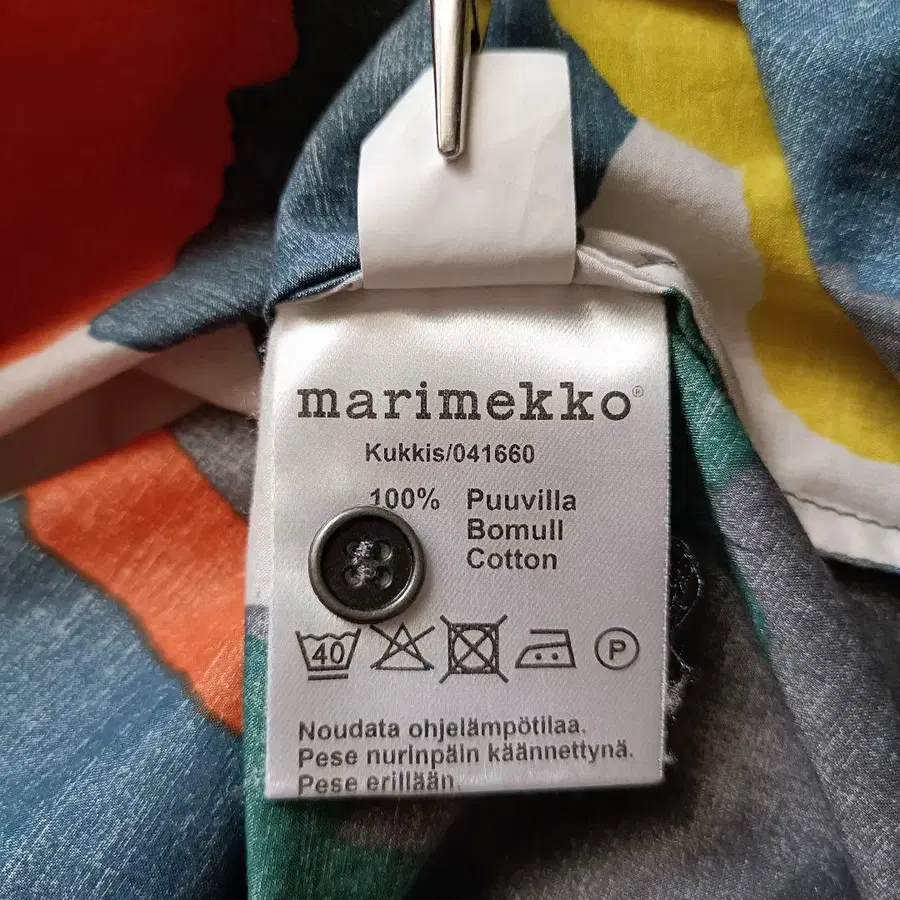 marimekko®
Kukkis/041660
100% Puuvilla
Bomull
Cotton
40
P
Noudata ohjelämpötilaa.
Pese nurinpäin käännettynä.
Pese erillään.